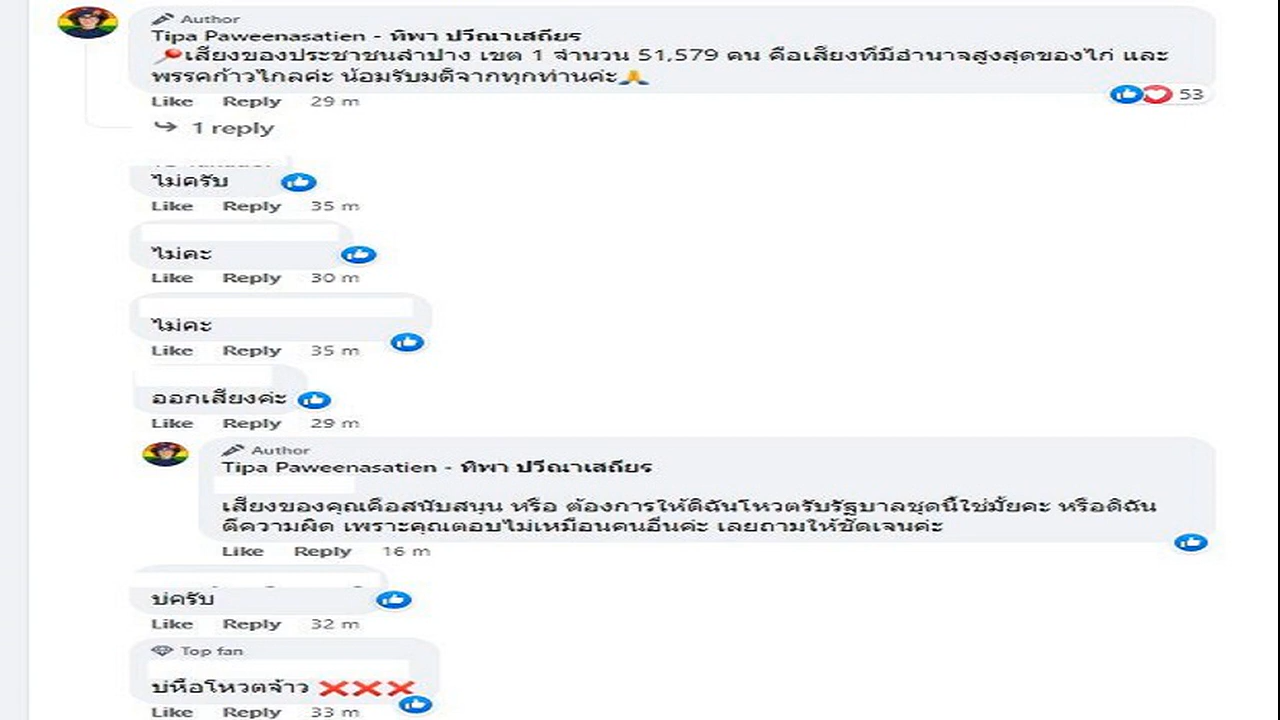 Author
Tipa Paweenasatien - ทิพา ปวีณาเสถียร
📍เสียงของประชาชนลำปาง เขต 1 จำนวน 51,579 คน คือเสียงที่มีอำนาจสูงสุดของไก่ และ
พรรคก้าวไกลค่ะ น้อมรับมติจากทุกท่านค่ะ🙏
Like Reply 29 m
53
1 reply
ไม่ครับ
Like Reply 35 m
ไม่คะ
Like Reply 30 m
ไม่คะ
Like Reply 35 m
ออกเสียงค่ะ
Like Reply 29 m
Author
Tipa Paweenasatien - ทิพา ปวีณาเสถียร
เสียงของคุณคือสนับสนุน หรือ ต้องการให้ดิฉันโหวตรับรัฐบาลชุดนี้ใช่มั้ยคะ หรือดิฉัน
ตีความผิด เพราะคุณตอบไม่เหมือนคนอื่นค่ะ เลยถามให้ชัดเจนค่ะ
Like Reply 16 m
บ่ครับ
Like Reply 32 m
Top fan
บ่หื้อโหวตจ้าว ❌❌❌
Like Reply 33 m